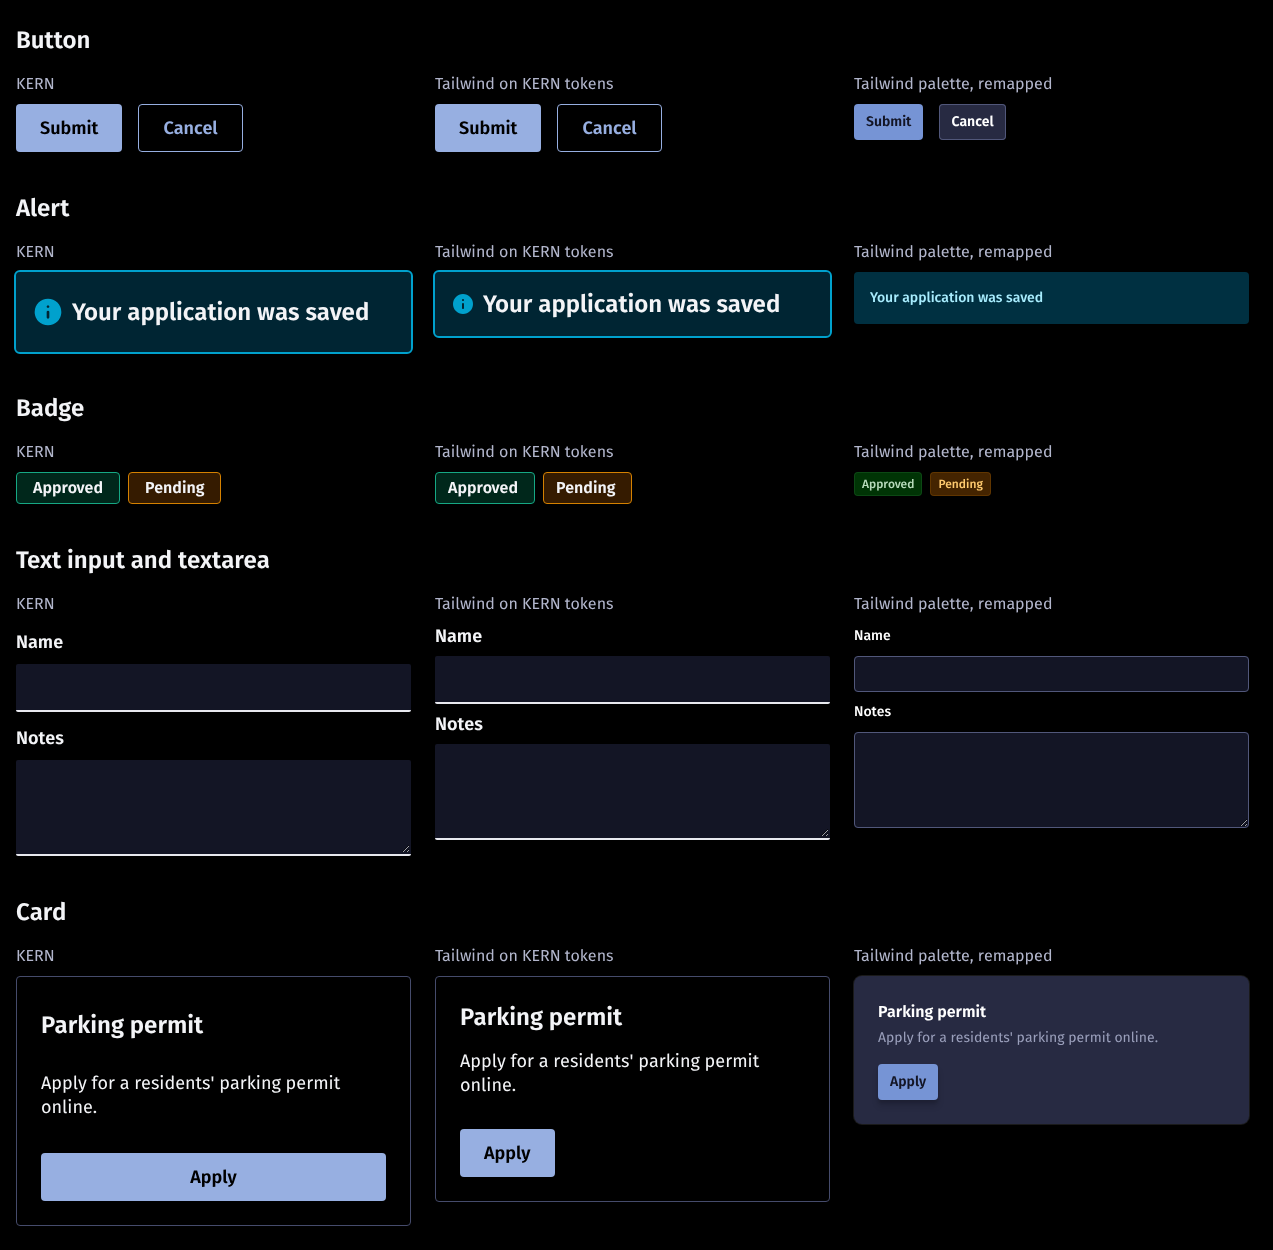 Button
KERN
Tailwind on KERN tokens
Tailwind palette, remapped
Submit
Cancel
Submit
Cancel
Submit
Cancel
Alert
KERN
Tailwind on KERN tokens
Tailwind palette, remapped
Your application was saved
Your application was saved
Your application was saved
Badge
KERN
Tailwind on KERN tokens
Tailwind palette, remapped
Approved
Pending
Approved
Pending
Approved
Pending
Text input and textarea
KERN
Tailwind on KERN tokens
Tailwind palette, remapped
Name
Name
Name
Notes
Notes
Notes
Card
KERN
Parking permit
Apply for a residents' parking permit
online.
Apply
Tailwind on KERN tokens
Parking permit
Apply for a residents' parking permit
online.
Apply
Tailwind palette, remapped
Parking permit
Apply for a residents' parking permit online.
Apply